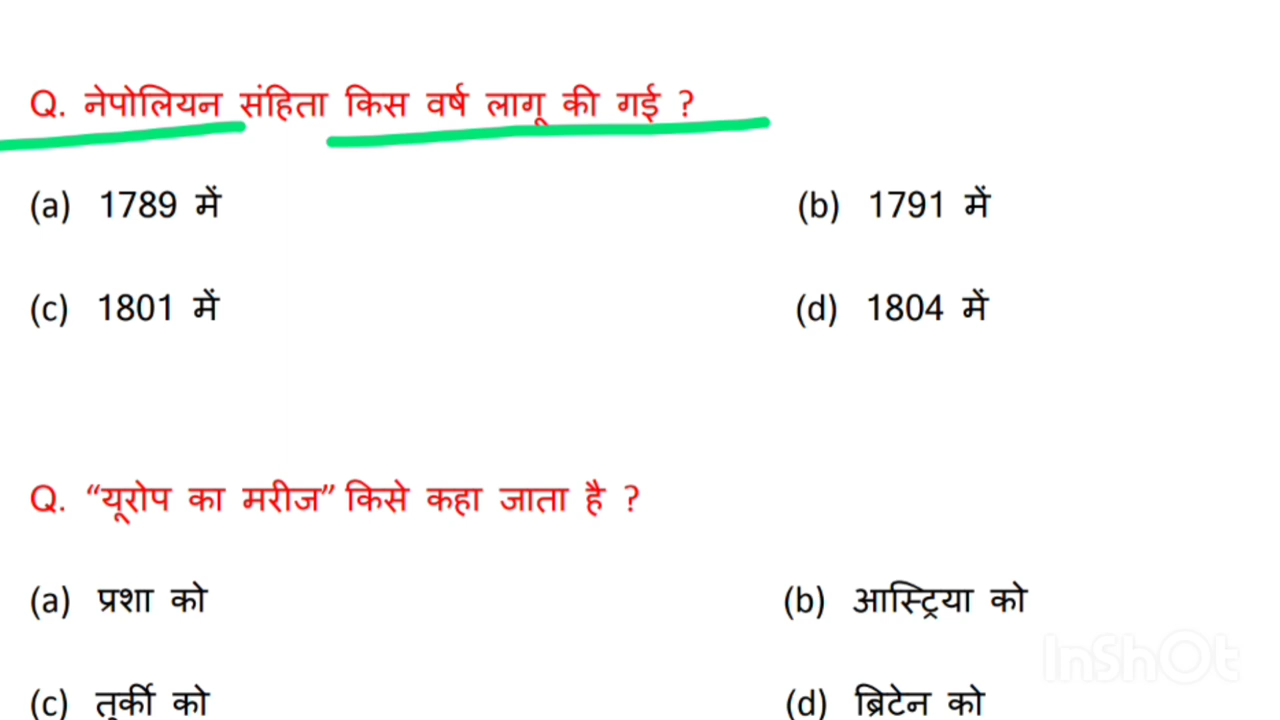 Q. नेपोलियन संहिता किस वर्ष लागू की गई ?
(a) 1789 में (b) 1791 में
(c) 1801 में (d) 1804 में
Q. “यूरोप का मरीज” किसे कहा जाता है ?
(a) प्रशा को (b) आस्ट्रिया को
(c) तुर्की को (d) ब्रिटेन को
InShOt